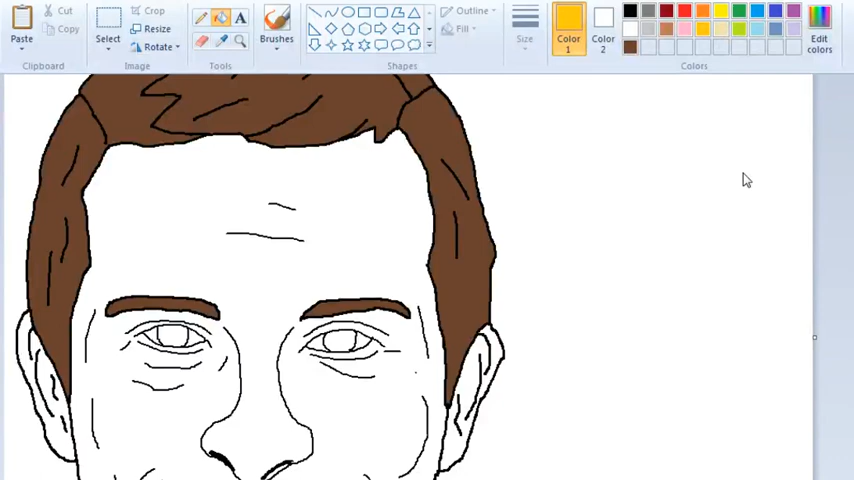 Paste
Cut
Copy
Clipboard
Select
Crop
Resize
Rotate
Image
A
Tools
Brushes
Outline
Fill
Shapes
Size
Color
1
Color
2
Edit
colors
Colors